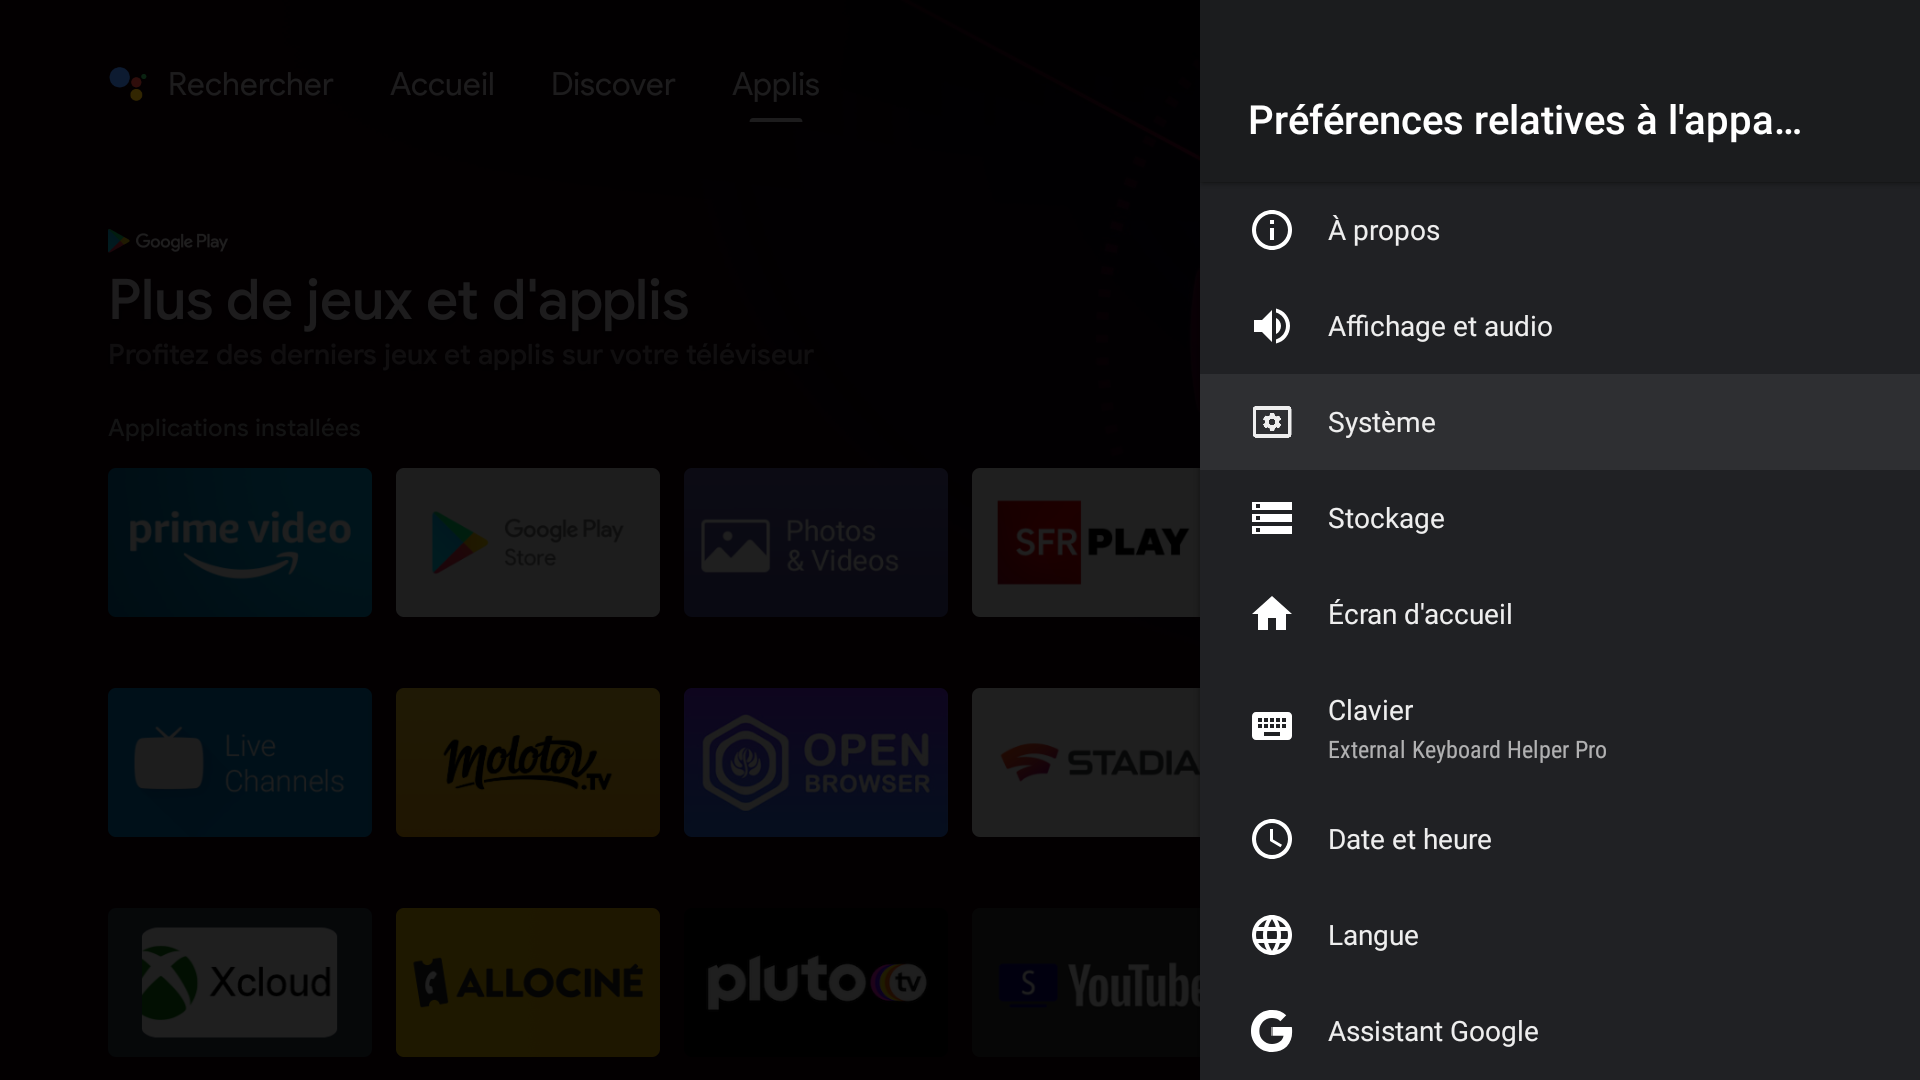 Rechercher
Accueil
Discover
Applis
Google Play
Plus de jeux et d'applis
Profitez des derniers jeux et applis sur votre téléviseur
Applications installées
prime video
Google Play
Store
Photos
& Videos
SFR PLAY
Live
Channels
molotov.TV
OPEN
BROWSER
STADIA
Xcloud
ALLOCINÉ
pluto tv
S YouTube
Préférences relatives à l'appa...
À propos
Affichage et audio
Système
Stockage
Écran d'accueil
Clavier
External Keyboard Helper Pro
Date et heure
Langue
Assistant Google